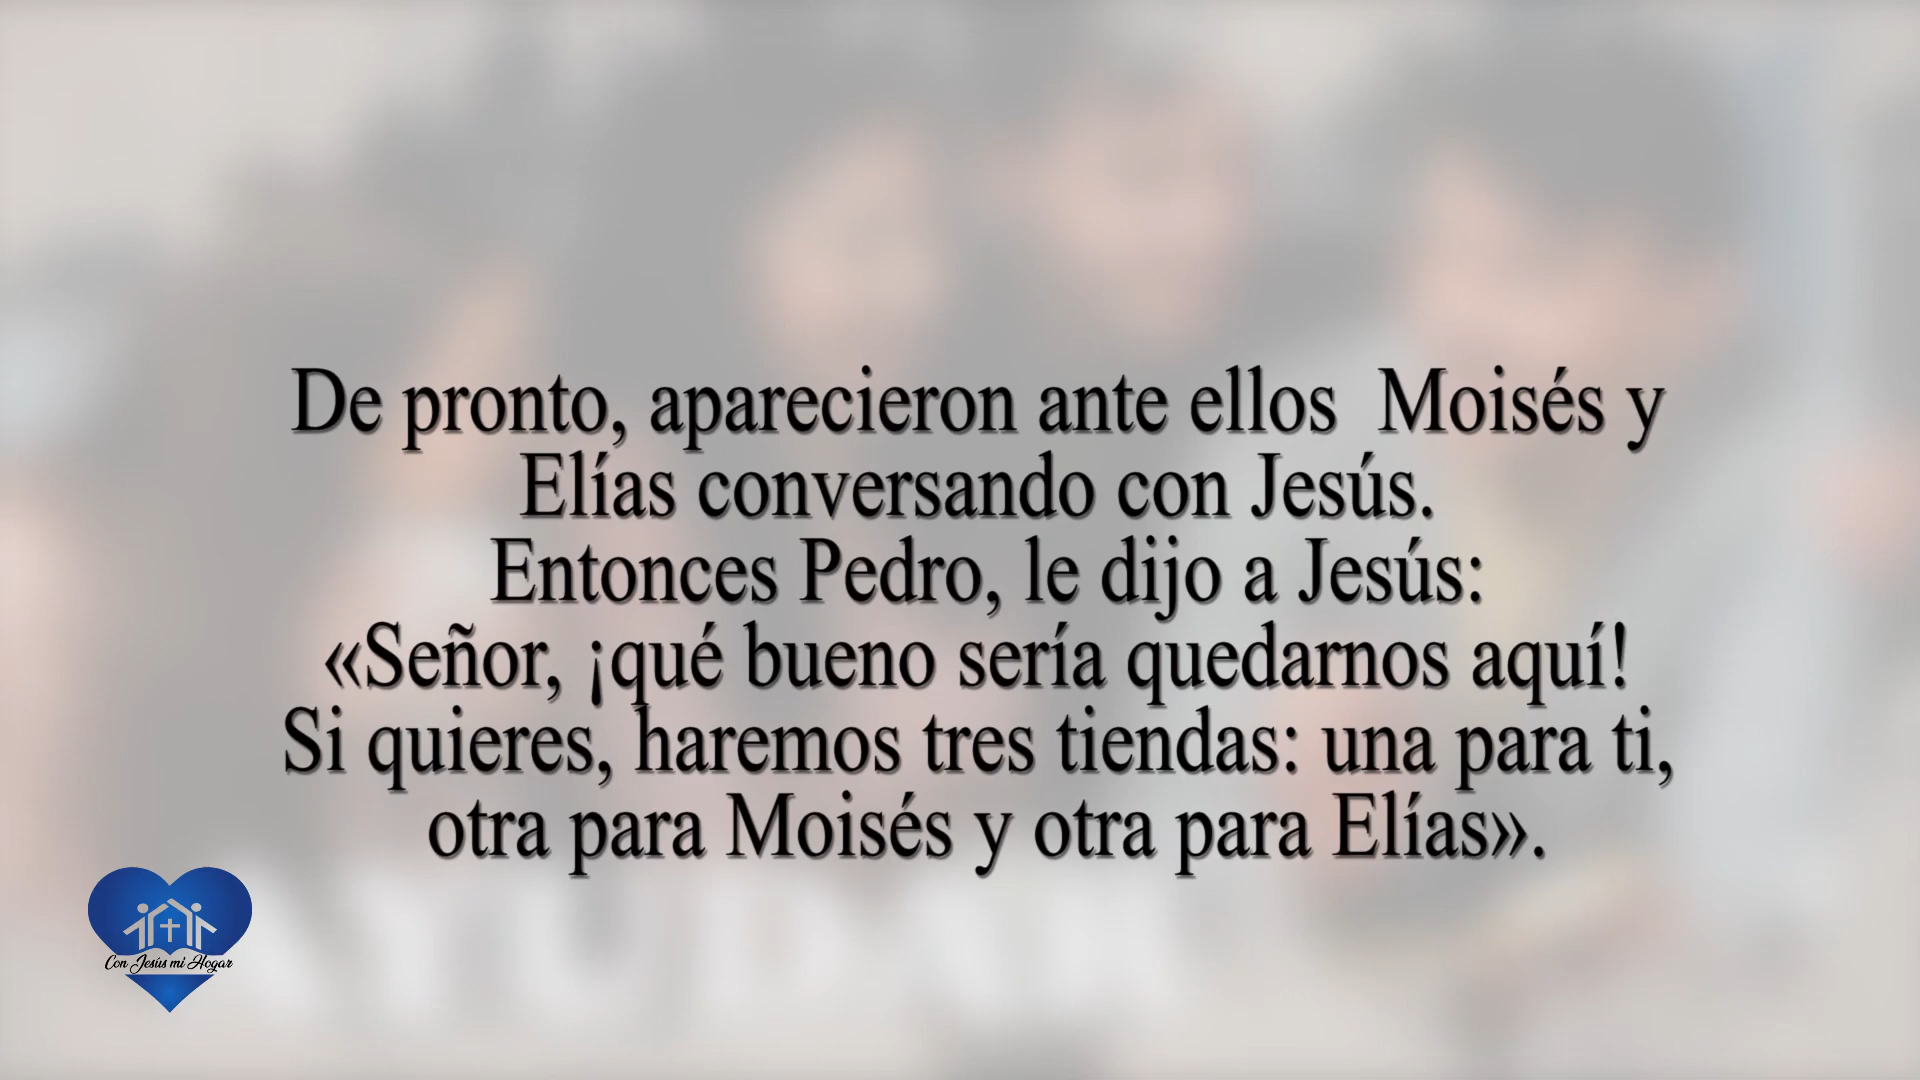 De pronto, aparecieron ante ellos  Moisés y
Elías conversando con Jesús.
Entonces Pedro, le dijo a Jesús:
«Señor, ¡qué bueno sería quedarnos aquí!
Si quieres, haremos tres tiendas: una para ti,
otra para Moisés y otra para Elías».
Con Jesús mi Hogar